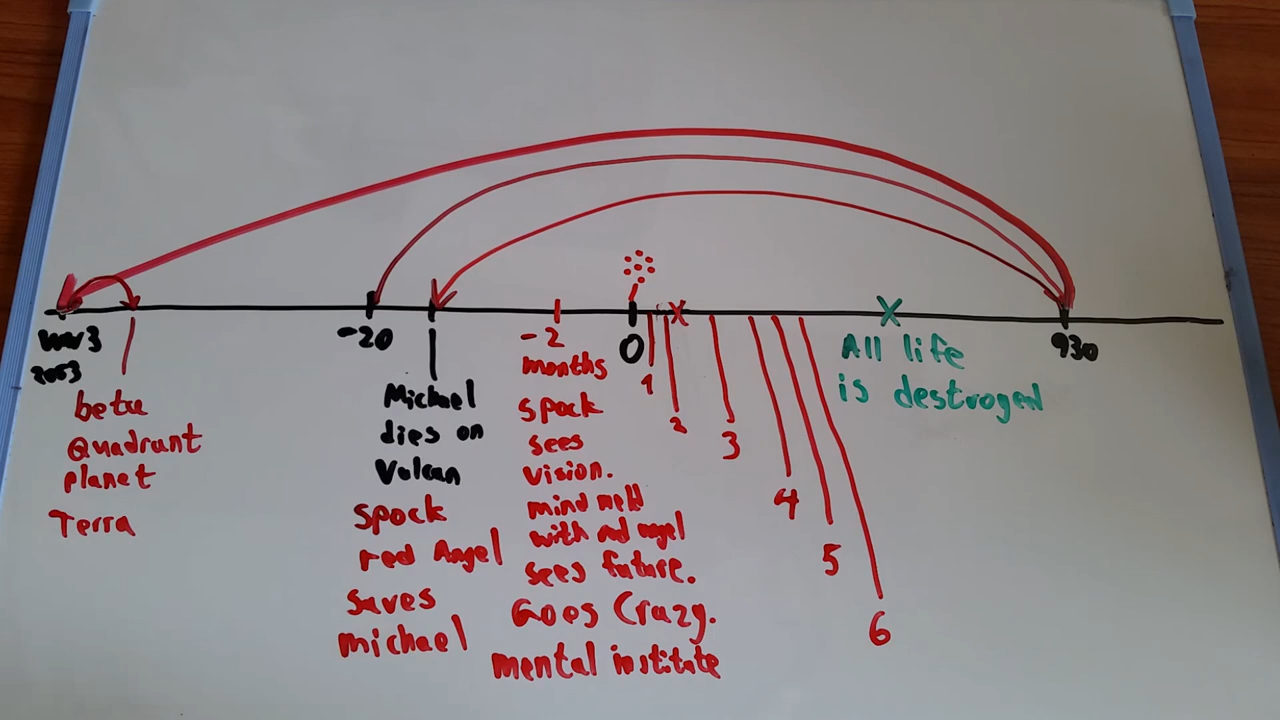 WW3
2053
beta
Quadrant
planet
Terra
-20
Michael
dies on
Vulcan
spock
red Angel
saves
michael
-2
months
spock
sees
vision.
mind meld
with red angel
sees future.
Goes Crazy.
mental institute
0
1
2
3
4
5
6
All life
is destroyed
930